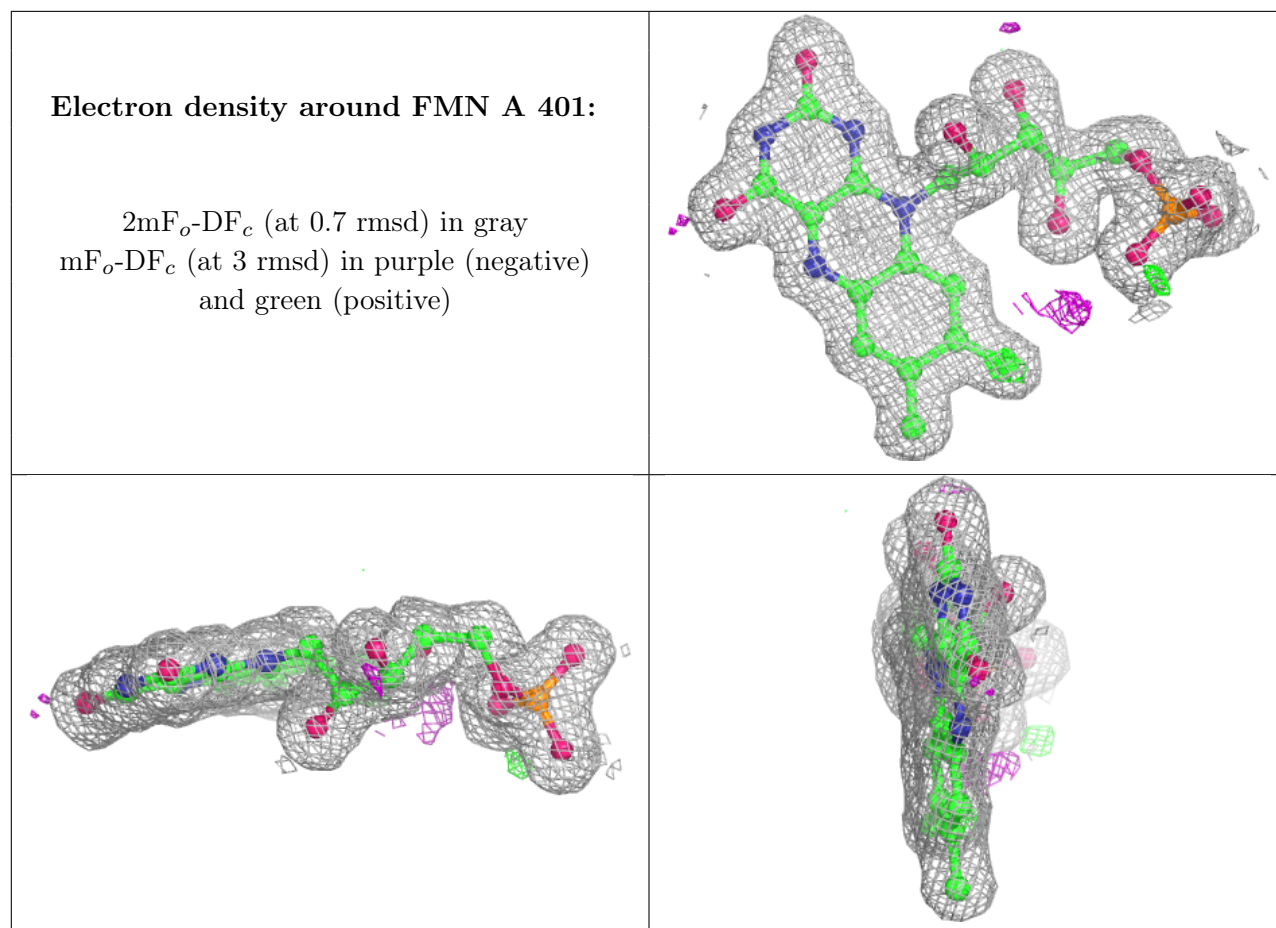 Electron density around FMN A 401:
2mFo-DFc (at 0.7 rmsd) in gray
mFo-DFc (at 3 rmsd) in purple (negative)
and green (positive)